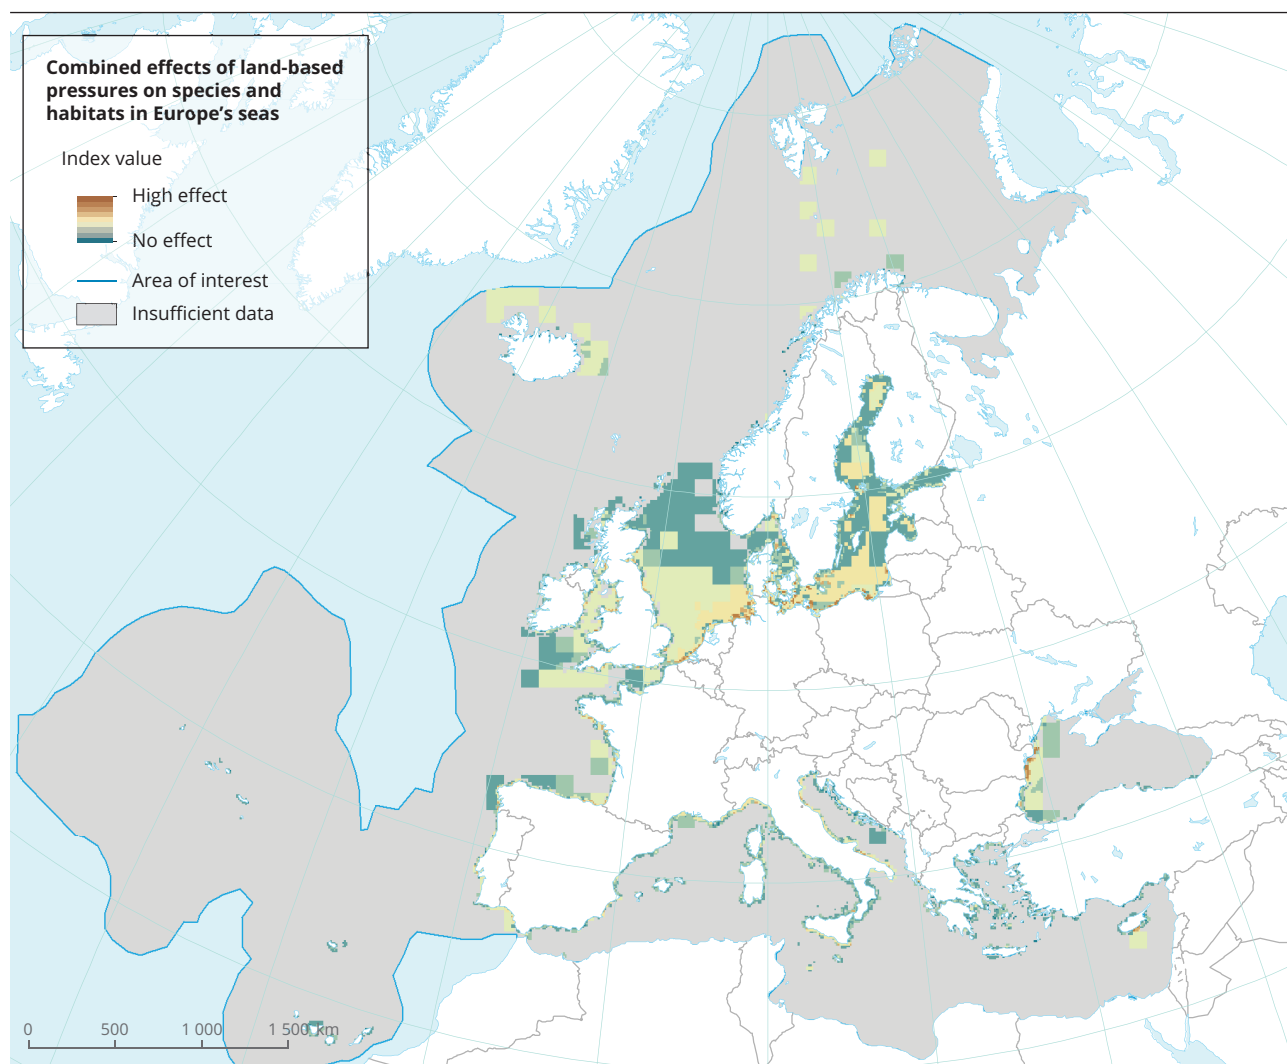 Combined effects of land-based
pressures on species and
habitats in Europe's seas
Index value
High effect
No effect
Area of interest
Insufficient data
0 500 1 000 1 500 km